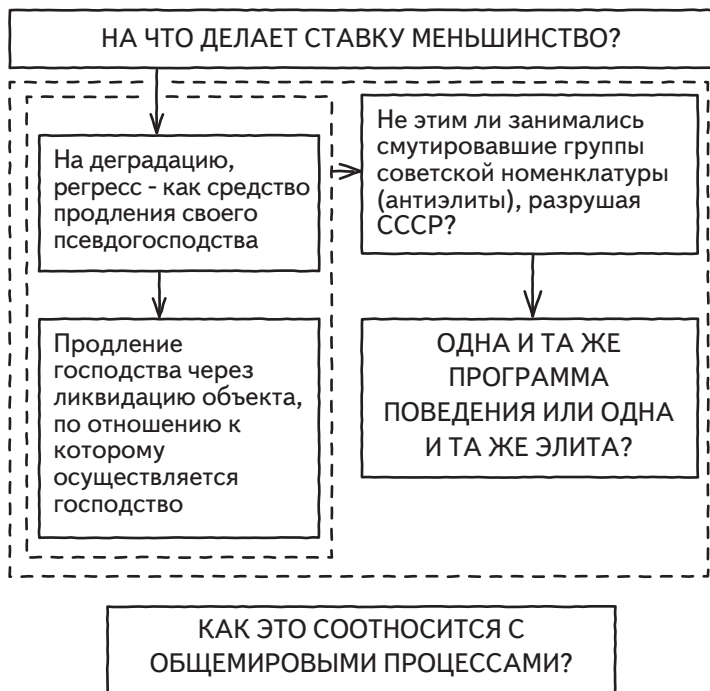 НА ЧТО ДЕЛАЕТ СТАВКУ МЕНЬШИНСТВО?
На деградацию,
регресс - как средство
продления своего
псевдогосподства
Продление
господства через
ликвидацию объекта,
по отношению к
которому
осуществляется
господство
Не этим ли занимались
смутировавшие группы
советской номенклатуры
(антиэлиты), разрушая
СССР?
ОДНА И ТА ЖЕ
ПРОГРАММА
ПОВЕДЕНИЯ ИЛИ ОДНА
И ТА ЖЕ ЭЛИТА?
КАК ЭТО СООТНОСИТСЯ С
ОБЩЕМИРОВЫМИ ПРОЦЕССАМИ?